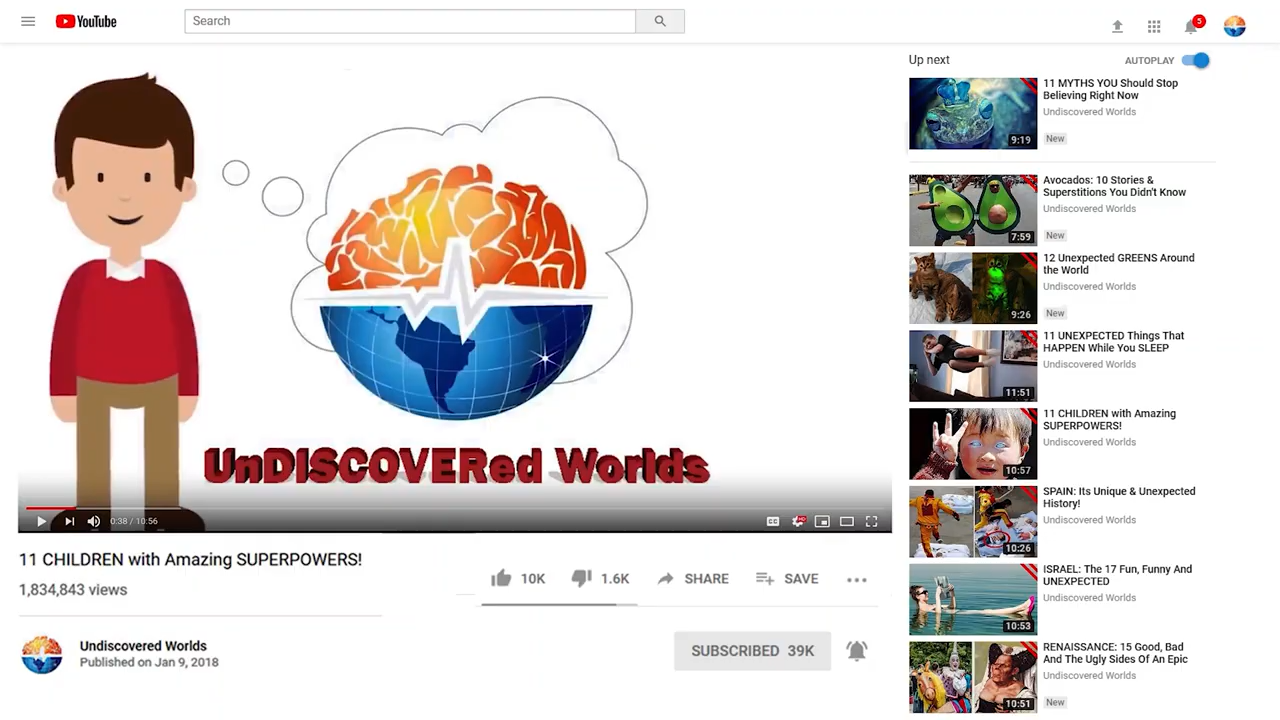 YouTube
Search
5
UnDISCOVERed Worlds
0:38 / 10:56
CC
HD
11 CHILDREN with Amazing SUPERPOWERS!
1,834,843 views
10K
1.6K
SHARE
SAVE
Undiscovered Worlds
Published on Jan 9, 2018
SUBSCRIBED 39K
Up next
AUTOPLAY
9:19
11 MYTHS YOU Should Stop
Believing Right Now
Undiscovered Worlds
New
7:59
Avocados: 10 Stories &
Superstitions You Didn't Know
Undiscovered Worlds
New
9:26
12 Unexpected GREENS Around
the World
Undiscovered Worlds
New
11:51
11 UNEXPECTED Things That
HAPPEN While You SLEEP
Undiscovered Worlds
10:57
11 CHILDREN with Amazing
SUPERPOWERS!
Undiscovered Worlds
10:26
SPAIN: Its Unique & Unexpected
History!
Undiscovered Worlds
10:53
ISRAEL: The 17 Fun, Funny And
UNEXPECTED
Undiscovered Worlds
10:51
RENAISSANCE: 15 Good, Bad
And The Ugly Sides Of An Epic
Undiscovered Worlds
New